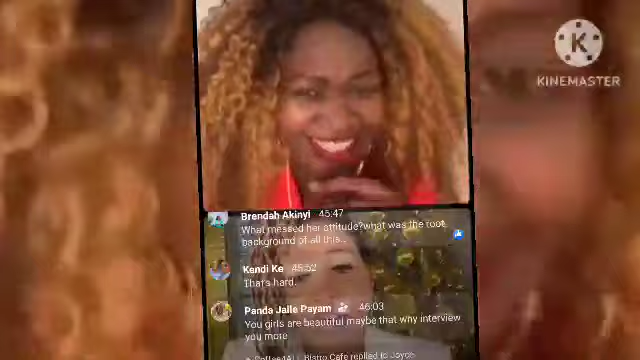 K
KINEMASTER
Brendah Akinyi 45:47
What messed her attitude?what was the root
background of all this..
Kendi Ke 45:52
That's hard.
Panda Jalle Payam 46:03
You girls are beautiful maybe that why interview
you more
Coffee4ALL Bistro Cafe replied to Joyce